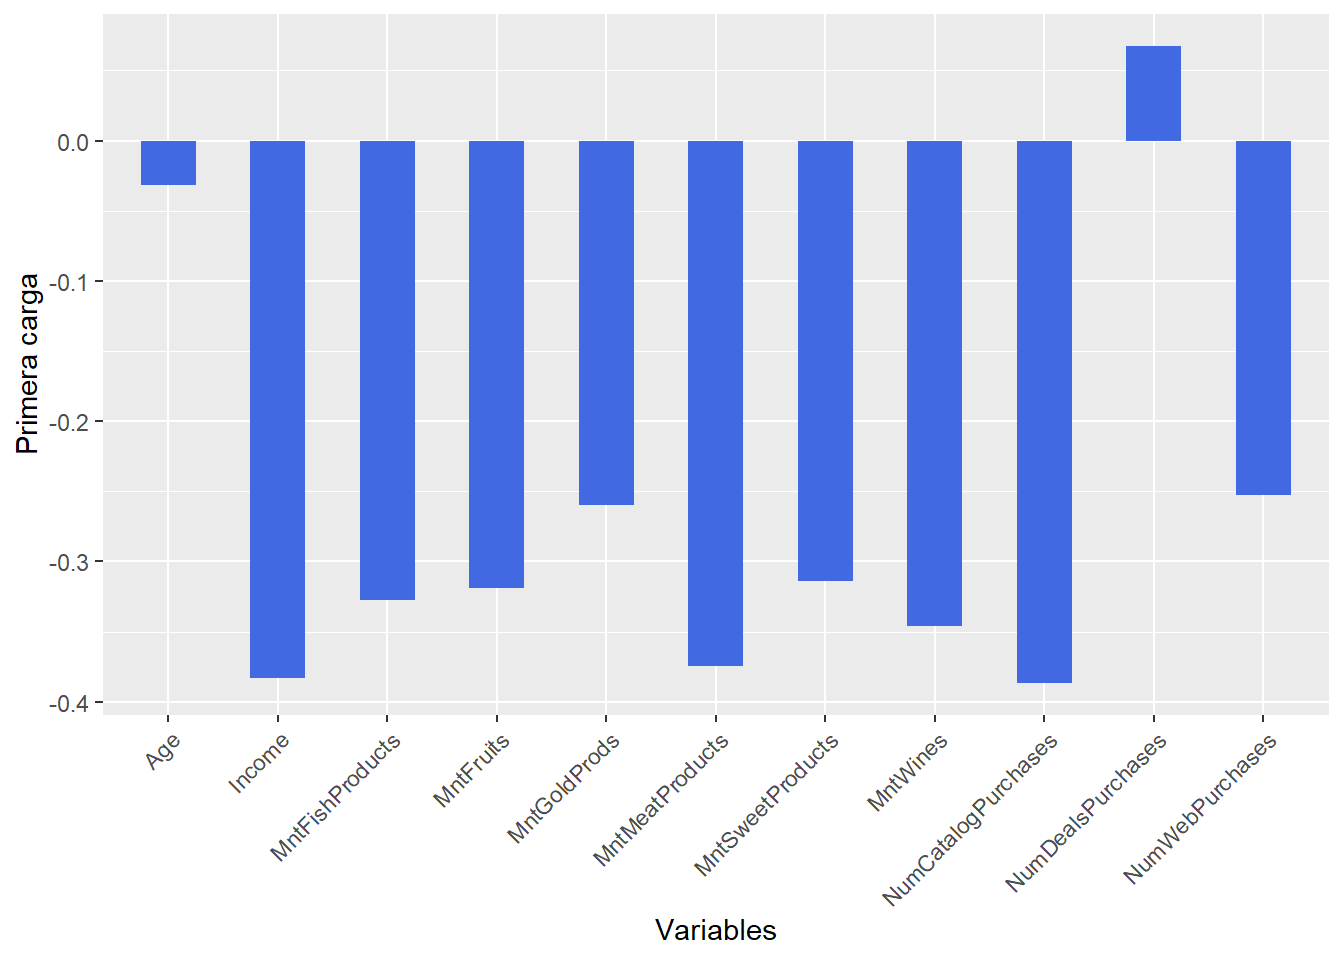 0.0
-0.1
-0.2
-0.3
-0.4
Primera carga
Age
Income
MntFishProducts
MntFruits
MntGoldProds
MntMeatProducts
MntSweetProducts
MntWines
NumCatalogPurchases
NumDealsPurchases
NumWebPurchases
Variables